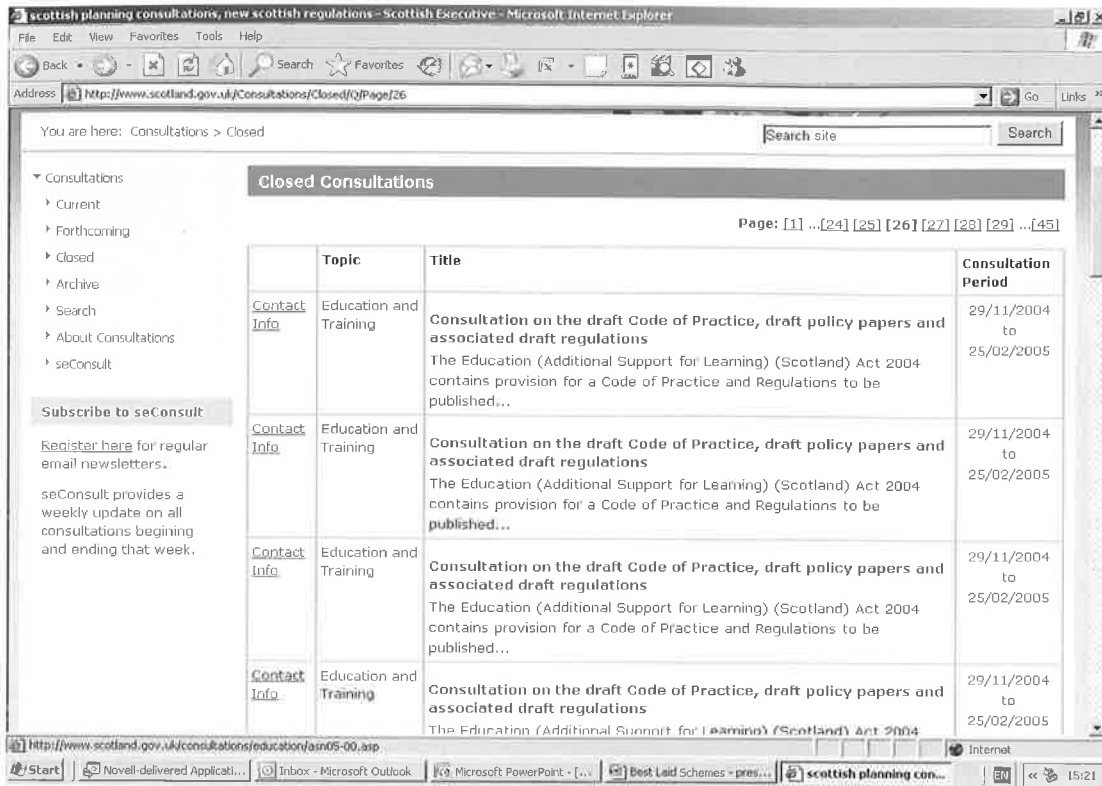 scottish planning consultations, new scottish regulations - Scottish Executive - Microsoft Internet Explorer
File Edit View Favorites Tools Help
Back Search Favorites
Address http://www.scotland.gov.uk/Consultations/Closed/Q/Page/26 Go Links »
You are here: Consultations > Closed
Search site Search
Consultations
Current
Forthcoming
Closed
Archive
Search
About Consultations
seConsult
Subscribe to seConsult
Register here for regular
email newsletters.
seConsult provides a
weekly update on all
consultations begining
and ending that week.
Closed Consultations
Page: [1] ...[24] [25] [26] [27] [28] [29] ...[45]
Topic Title Consultation
Period
Contact
Info
Education and
Training
Consultation on the draft Code of Practice, draft policy papers and
associated draft regulations
The Education (Additional Support for Learning) (Scotland) Act 2004
contains provision for a Code of Practice and Regulations to be
published...
29/11/2004
to
25/02/2005
Contact
Info
Education and
Training
Consultation on the draft Code of Practice, draft policy papers and
associated draft regulations
The Education (Additional Support for Learning) (Scotland) Act 2004
contains provision for a Code of Practice and Regulations to be
published...
29/11/2004
to
25/02/2005
Contact
Info
Education and
Training
Consultation on the draft Code of Practice, draft policy papers and
associated draft regulations
The Education (Additional Support for Learning) (Scotland) Act 2004
contains provision for a Code of Practice and Regulations to be
published...
29/11/2004
to
25/02/2005
Contact
Info
Education and
Training
Consultation on the draft Code of Practice, draft policy papers and
associated draft regulations
The Education (Additional Support for Learning) (Scotland) Act 2004
29/11/2004
to
25/02/2005
http://www.scotland.gov.uk/consultations/education/asn05-00.asp Internet
Start Novell-delivered Applicati... Inbox - Microsoft Outlook Microsoft PowerPoint - [... Best Laid Schemes - pres... scottish planning con... EN « 15:21